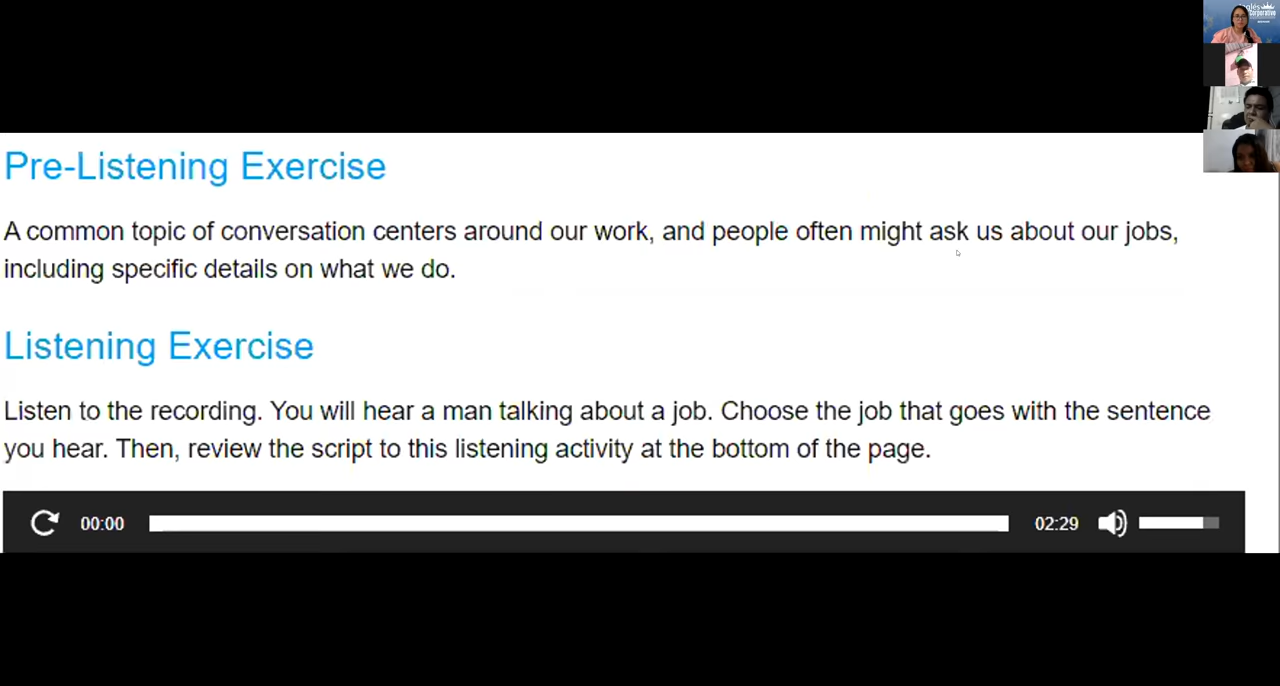 Inglés
Corporativo
Pre-Listening Exercise
A common topic of conversation centers around our work, and people often might ask us about our jobs,
including specific details on what we do.
Listening Exercise
Listen to the recording. You will hear a man talking about a job. Choose the job that goes with the sentence
you hear. Then, review the script to this listening activity at the bottom of the page.
00:00 02:29